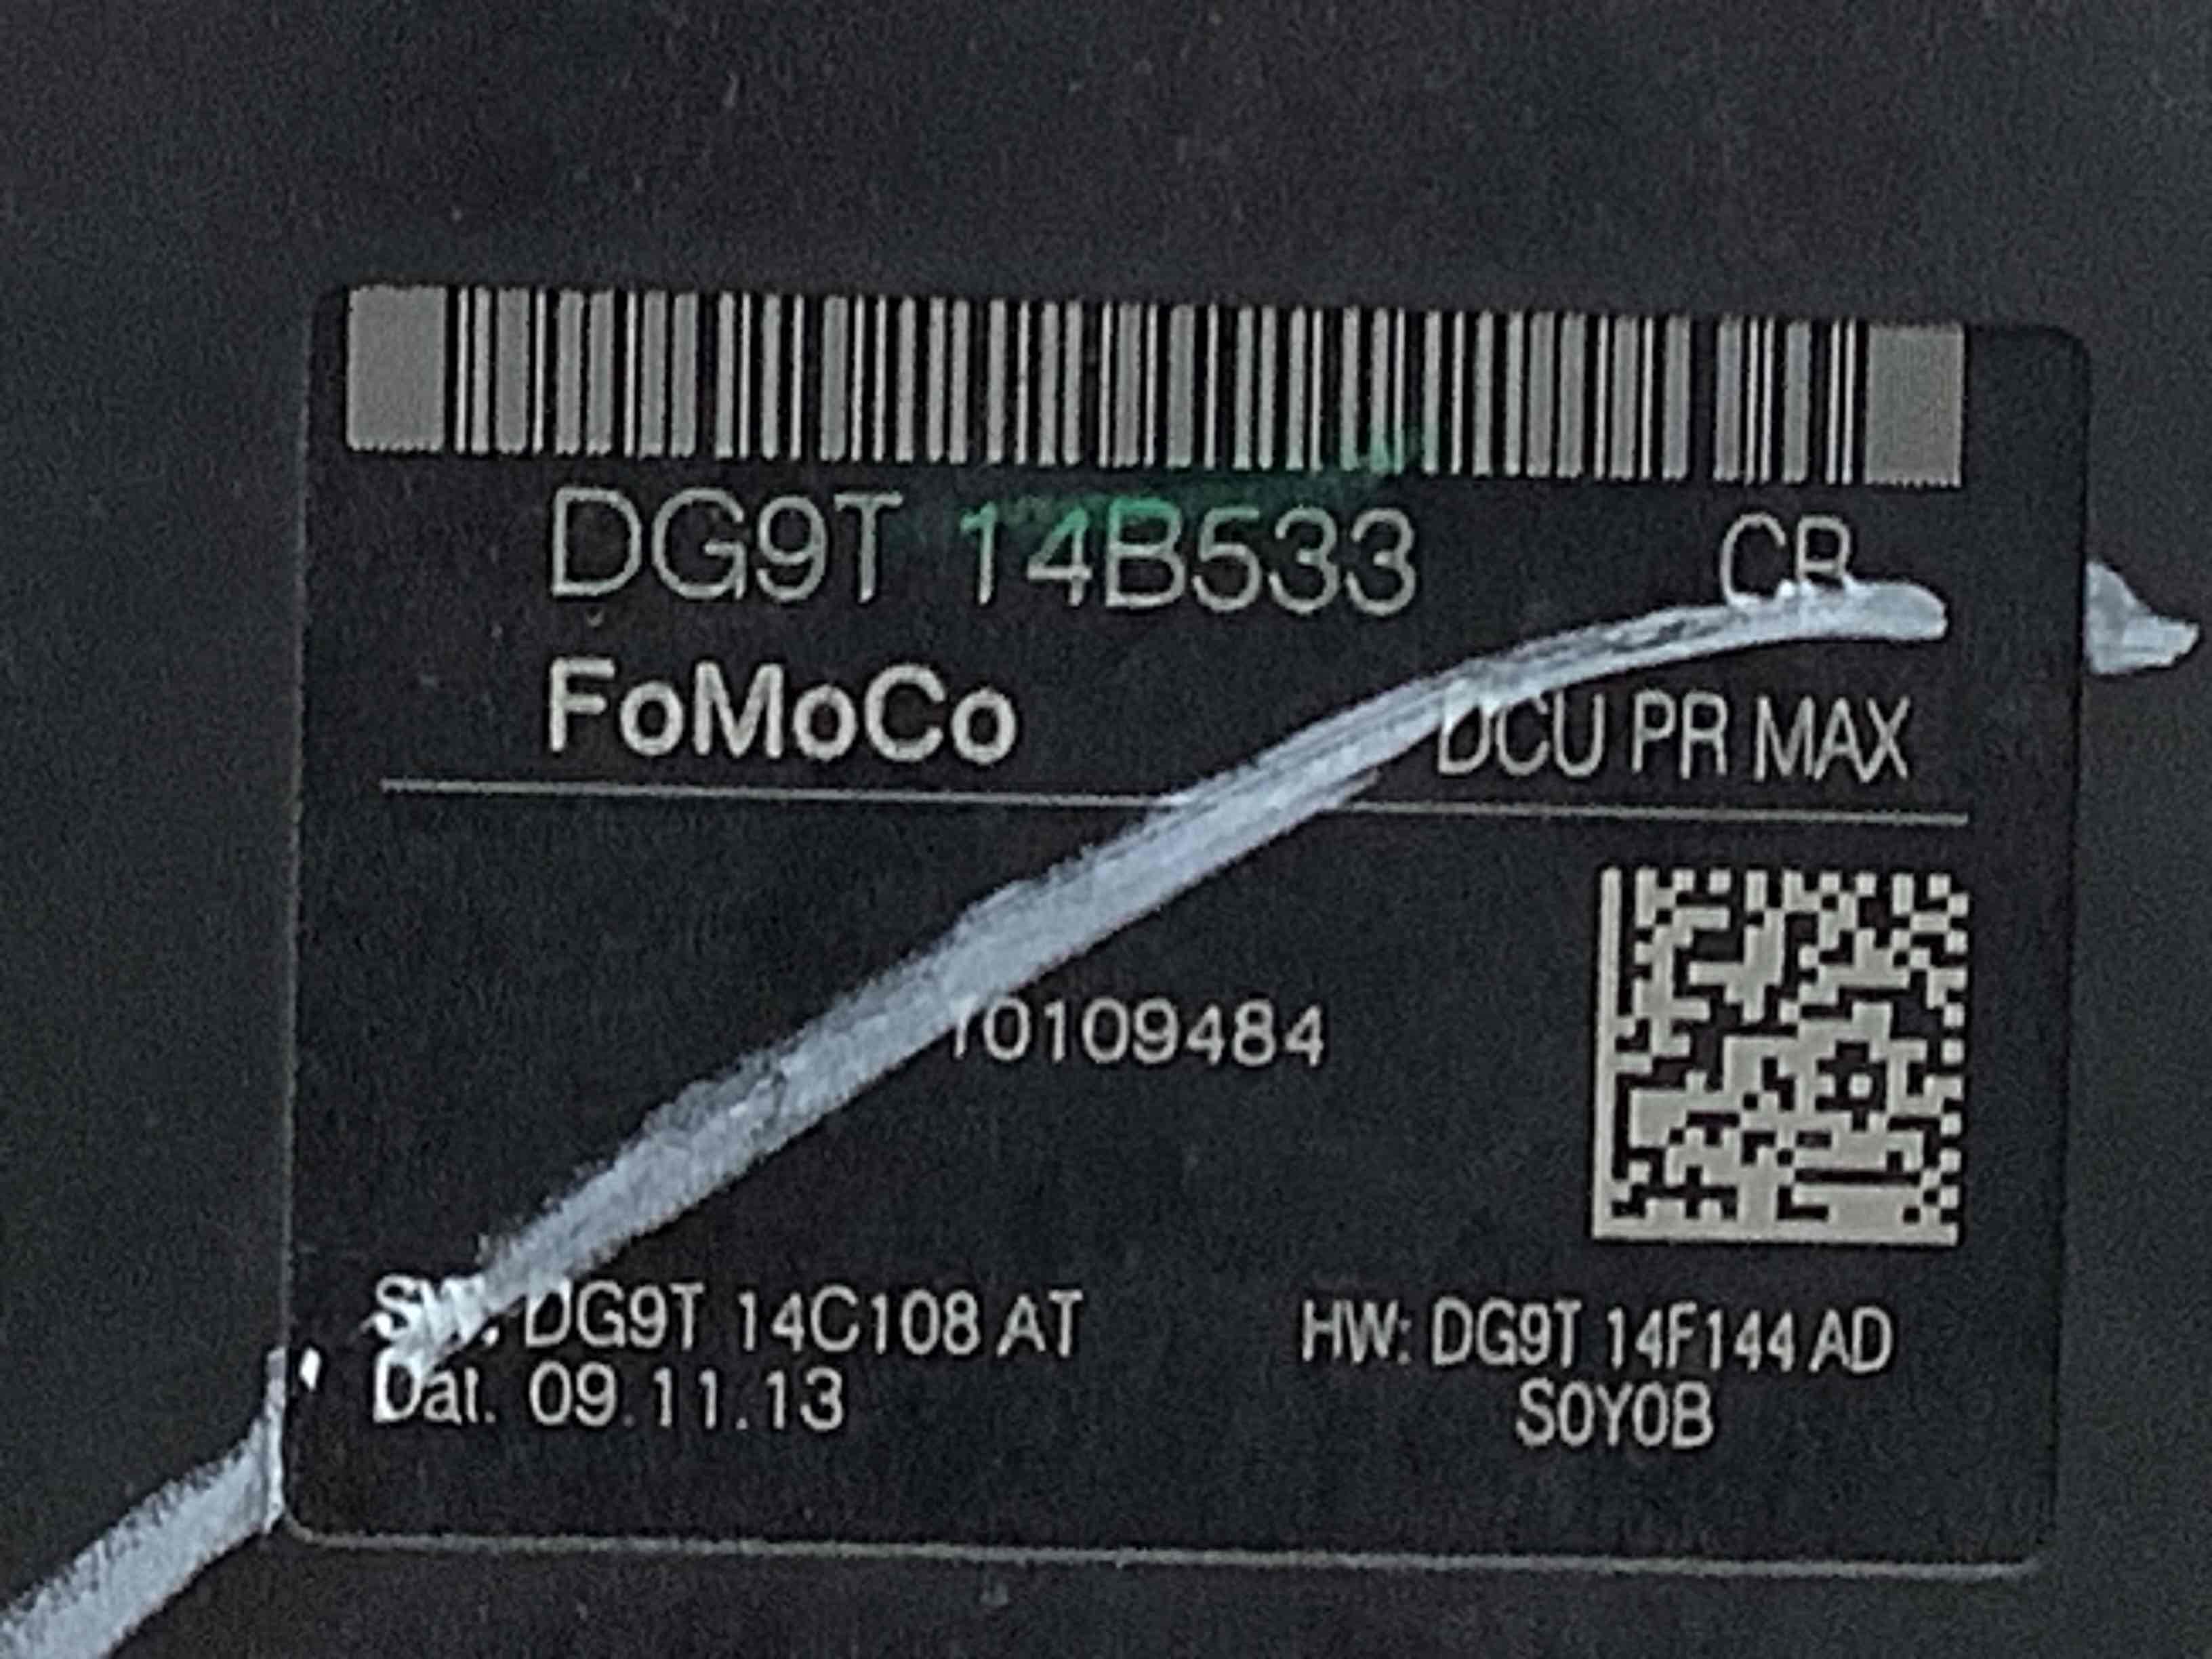 DG9T 14B533
FoMoCo
DCU PR MAX
10109484
SW: DG9T 14C108 AT
HW: DG9T 14F144 AD
Dat. 09.11.13
S0Y0B